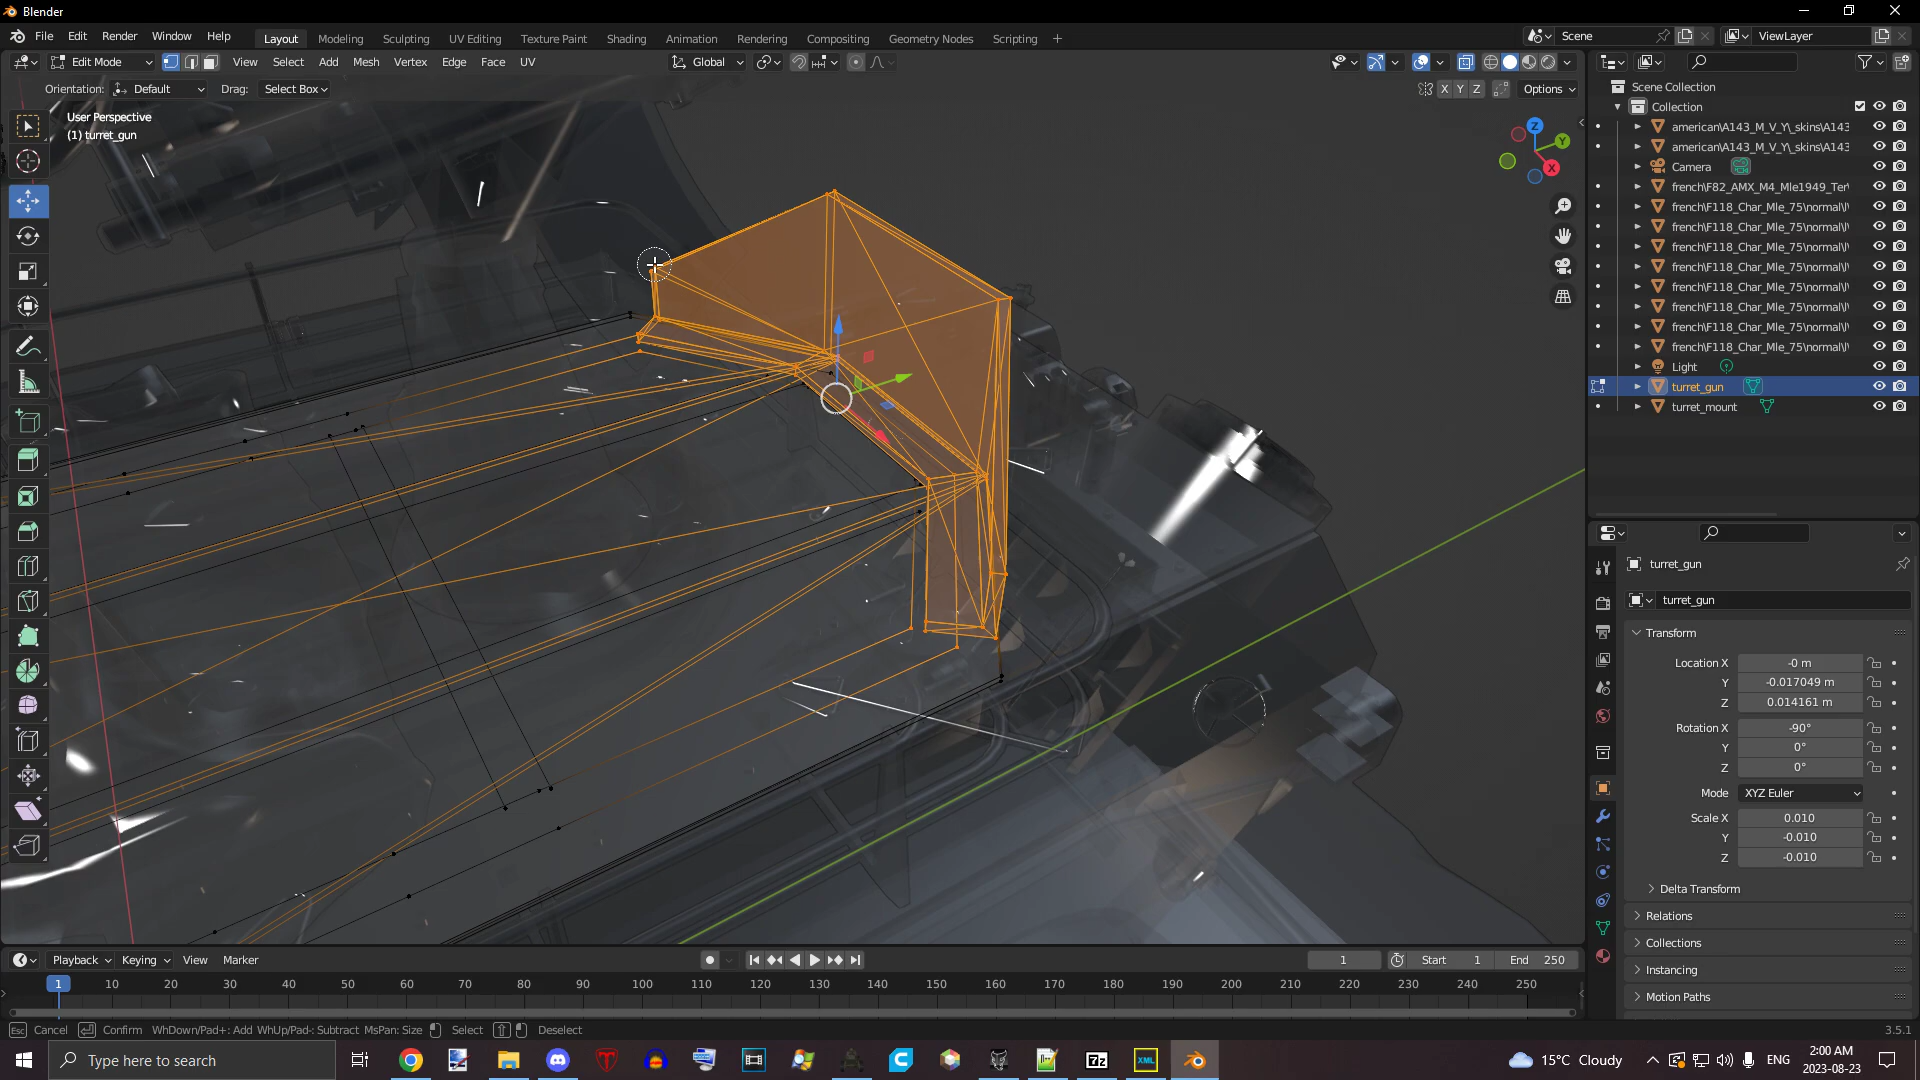 Blender
File Edit Render Window Help
Layout Modeling Sculpting UV Editing Texture Paint Shading Animation Rendering Compositing Geometry Nodes Scripting +
Scene
ViewLayer
Edit Mode View Select Add Mesh Vertex Edge Face UV
Global
Orientation: Default Drag: Select Box
X Y Z Options
User Perspective
(1) turret_gun
Z
Y
X
Scene Collection
Collection
american\A143_M_V_Y\_skins\A143
american\A143_M_V_Y\_skins\A143
Camera
french\F82_AMX_M4_Mle1949_Ter\
french\F118_Char_Mle_75\normal\l\
french\F118_Char_Mle_75\normal\l\
french\F118_Char_Mle_75\normal\l\
french\F118_Char_Mle_75\normal\l\
french\F118_Char_Mle_75\normal\l\
french\F118_Char_Mle_75\normal\l\
french\F118_Char_Mle_75\normal\l\
french\F118_Char_Mle_75\normal\l\
Light
turret_gun
turret_mount
turret_gun
turret_gun
Transform
Location X -0 m
Y -0.017049 m
Z 0.014161 m
Rotation X -90°
Y 0°
Z 0°
Mode XYZ Euler
Scale X 0.010
Y -0.010
Z -0.010
Delta Transform
Relations
Collections
Instancing
Motion Paths
Playback Keying View Marker
1 Start 1 End 250
1 10 20 30 40 50 60 70 80 90 100 110 120 130 140 150 160 170 180 190 200 210 220 230 240 250
Esc Cancel Confirm WhDown/Pad+: Add WhUp/Pad-: Subtract MsPan: Size Select Deselect
3.5.1
Type here to search
7z
XML
15°C Cloudy
ENG
2:00 AM
2023-08-23